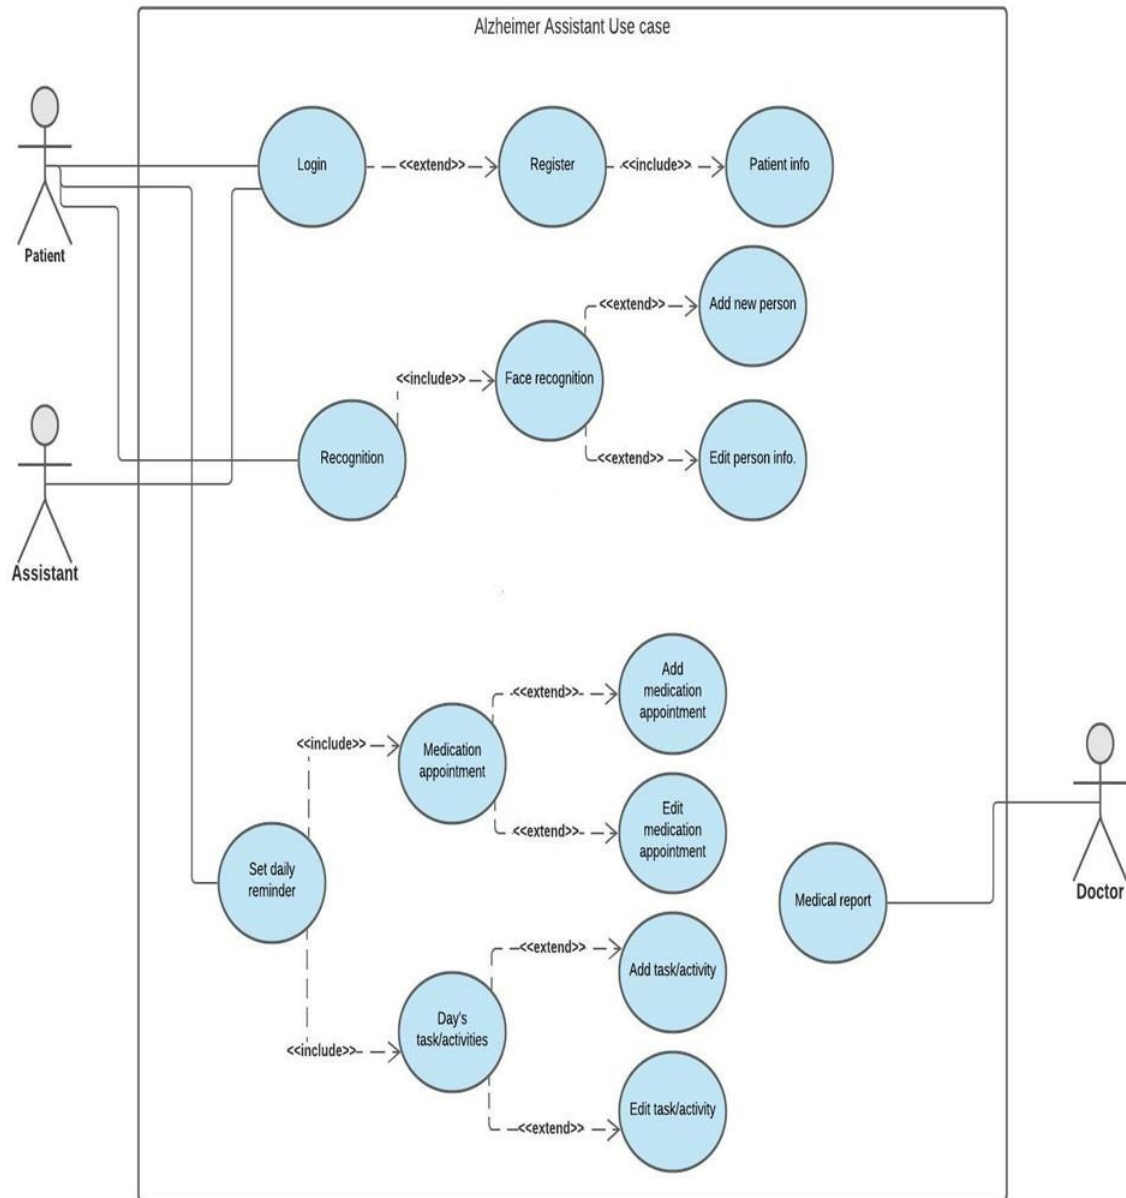 Alzheimer Assistant Use case
Login
<<extend>>
Register
<<include>>
Patient info
Patient
<<extend>>
Add new person
<<include>>
Face recognition
Recognition
<<extend>>
Edit person info.
Assistant
<<extend>>
Add
medication
appointment
<<include>>
Medication
appointment
<<extend>>
Edit
medication
appointment
Set daily
reminder
Medical report
Doctor
<<extend>>
Add task/activity
Day's
task/activities
<<include>>
<<extend>>
Edit task/activity